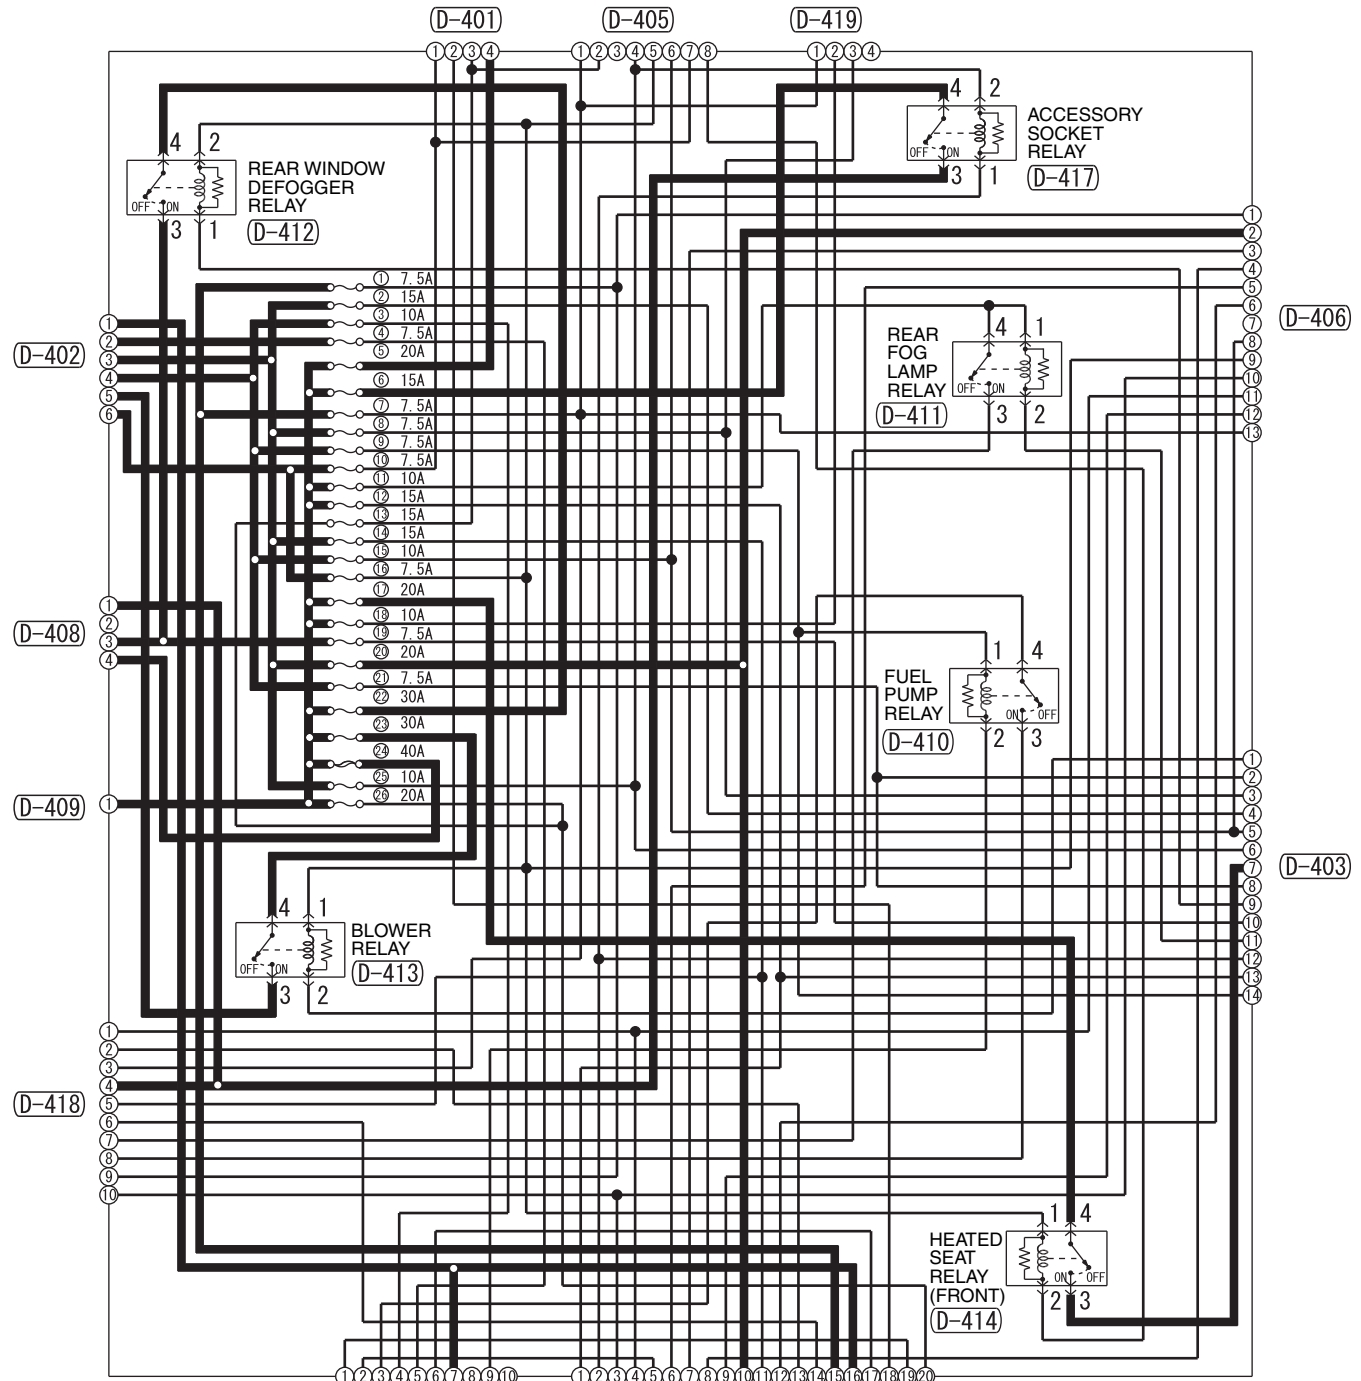 D-401 D-405 D-419
1 2 3 4 1 2 3 4 5 6 7 8 1 2 3 4
4 2
ACCESSORY
SOCKET
RELAY
OFF ON
3 1
D-417
4 2
REAR WINDOW
DEFOGGER
RELAY
OFF ON
3 1
D-412
1 7.5A
2 15A
3 10A
4 7.5A
5 20A
6 15A
7 7.5A
8 7.5A
9 7.5A
10 7.5A
11 10A
12 15A
13 15A
14 15A
15 10A
16 7.5A
17 20A
18 10A
19 7.5A
20 20A
21 7.5A
22 30A
23 30A
24 40A
25 10A
26 20A
D-402
1
2
3
4
5
6
D-408
1
2
3
4
D-409
1
D-406
1
2
3
4
5
6
7
8
9
10
11
12
13
4 1
REAR
FOG
LAMP
RELAY
OFF ON
3 2
D-411
1 4
FUEL
PUMP
RELAY
ON OFF
2 3
D-410
D-403
1
2
3
4
5
6
7
8
9
10
11
12
13
14
4 1
BLOWER
RELAY
OFF ON
3 2
D-413
D-418
1
2
3
4
5
6
7
8
9
10
1 4
HEATED
SEAT
RELAY
(FRONT)
ON OFF
2 3
D-414
1 2 3 4 5 6 7 8 9 10 1 2 3 4 5 6 7 8 9 10 11 12 13 14 15 16 17 18 19 20